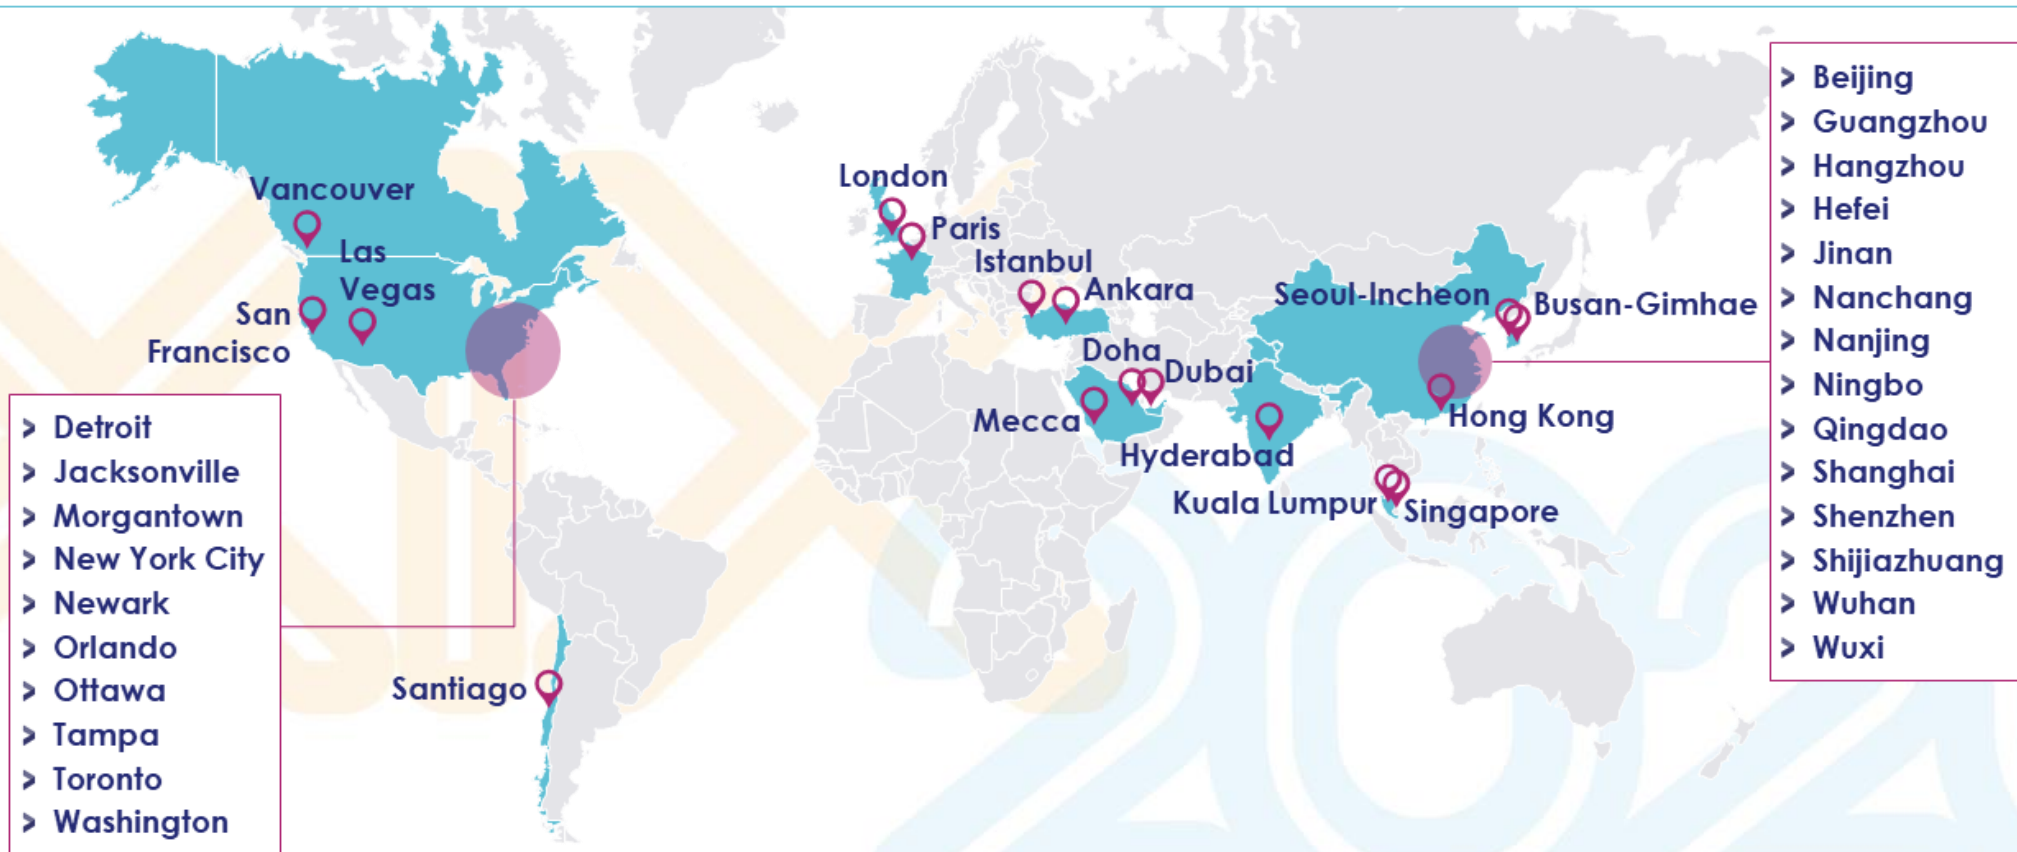 Vancouver
Las
Vegas
San
Francisco
> Detroit
> Jacksonville
> Morgantown
> New York City
> Newark
> Orlando
> Ottawa
> Tampa
> Toronto
> Washington
Santiago
London
Paris
Istanbul
Ankara
Doha
Dubai
Mecca
Hyderabad
Seoul-Incheon
Busan-Gimhae
Hong Kong
Kuala Lumpur
Singapore
> Beijing
> Guangzhou
> Hangzhou
> Hefei
> Jinan
> Nanchang
> Nanjing
> Ningbo
> Qingdao
> Shanghai
> Shenzhen
> Shijiazhuang
> Wuhan
> Wuxi